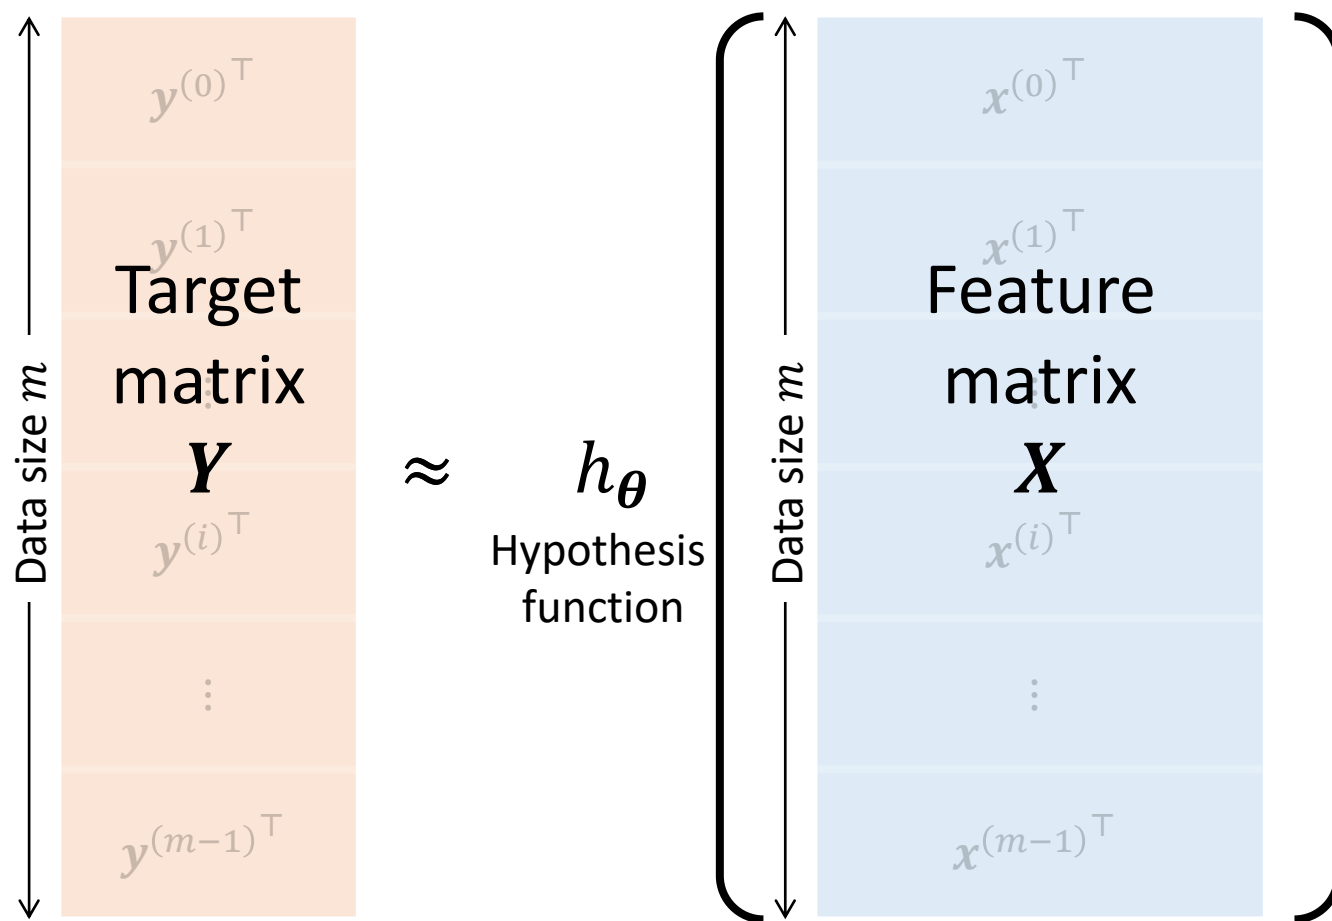 Data size m
y^(0)⊤
y^(1)⊤
Target
matrix
⋮
Y
y^(i)⊤
⋮
y^(m−1)⊤
≈
h_θ
Hypothesis
function
(
Data size m
x^(0)⊤
x^(1)⊤
Feature
matrix
⋮
X
x^(i)⊤
⋮
x^(m−1)⊤
)